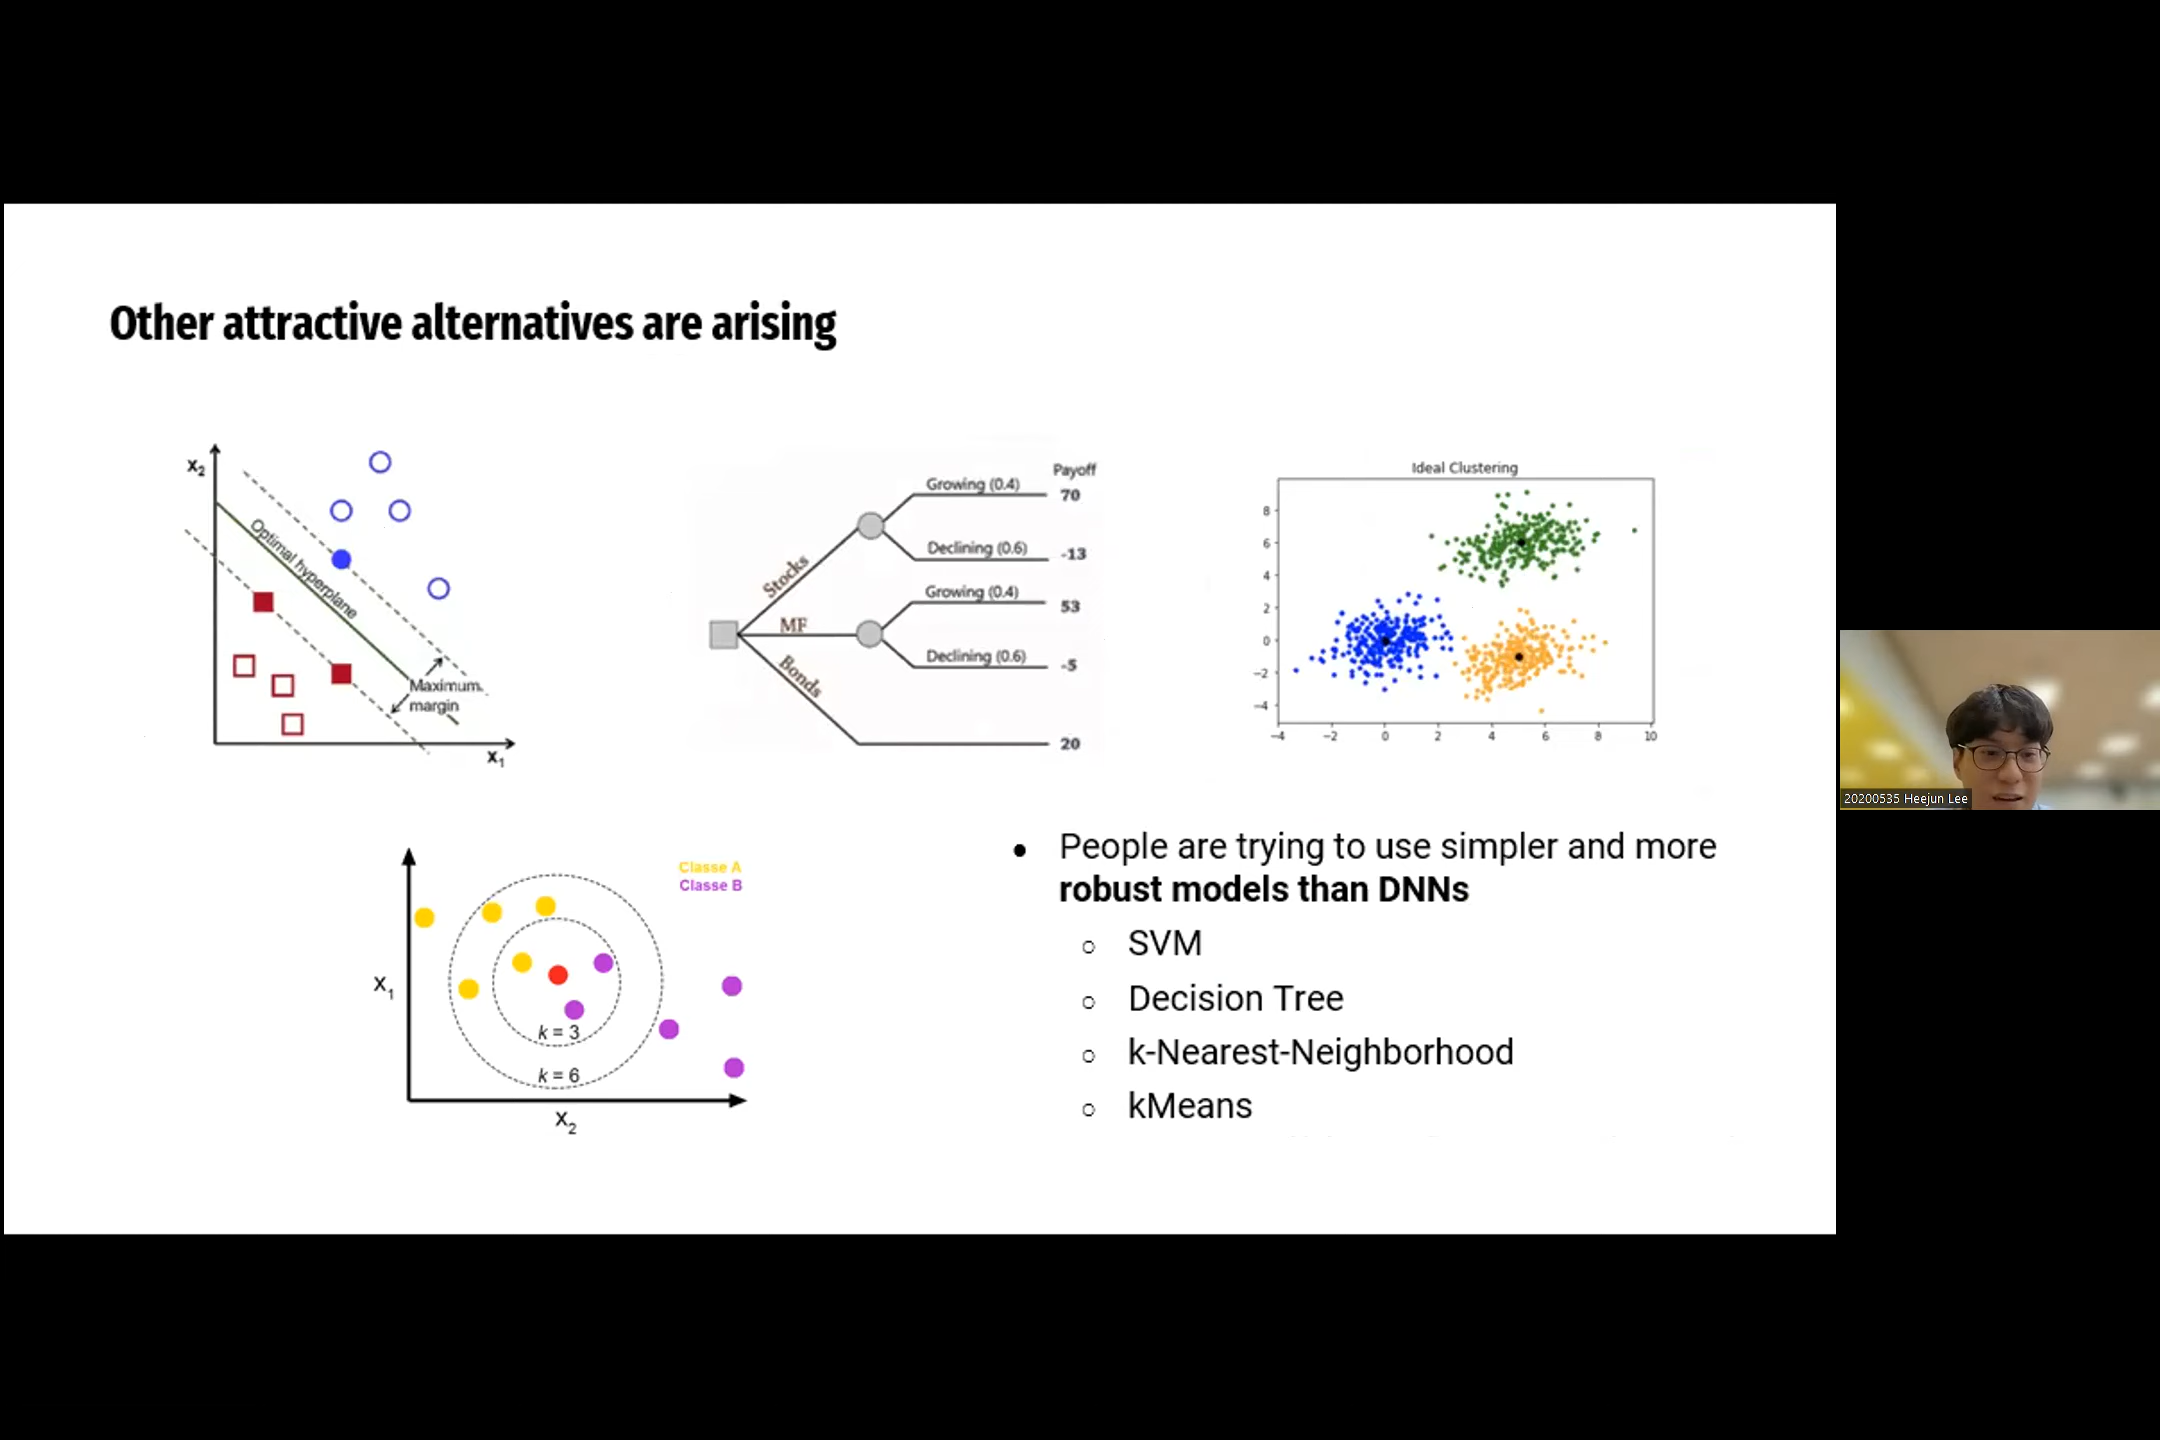 Other attractive alternatives are arising
x2
Optimal hyperplane
Maximum
margin
x1
Payoff
Growing (0.4)
70
Declining (0.6)
-13
Stocks
Growing (0.4)
53
MF
Declining (0.6)
-5
Bonds
20
Ideal Clustering
8
6
4
2
0
−2
−4
−4 −2 0 2 4 6 8 10
20200535 Heejun Lee
Classe A
Classe B
X1
k = 3
k = 6
X2
● People are trying to use simpler and more
robust models than DNNs
○ SVM
○ Decision Tree
○ k-Nearest-Neighborhood
○ kMeans